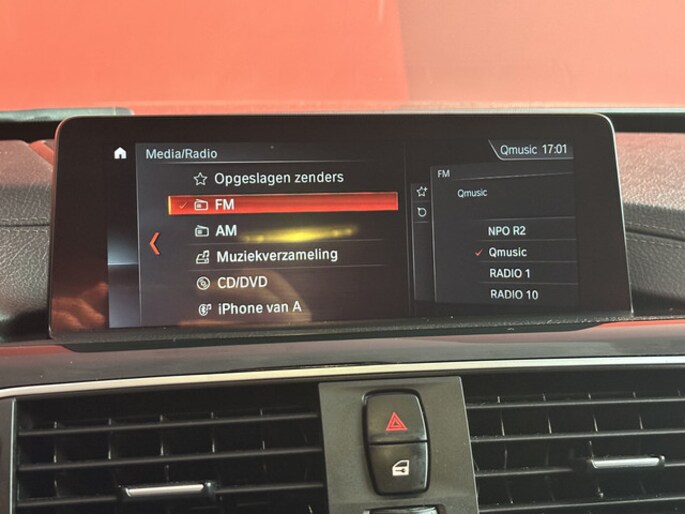 Media/Radio
Qmusic 17:01
Opgeslagen zenders
FM
AM
Muziekverzameling
CD/DVD
iPhone van A
FM
Qmusic
NPO R2
Qmusic
RADIO 1
RADIO 10